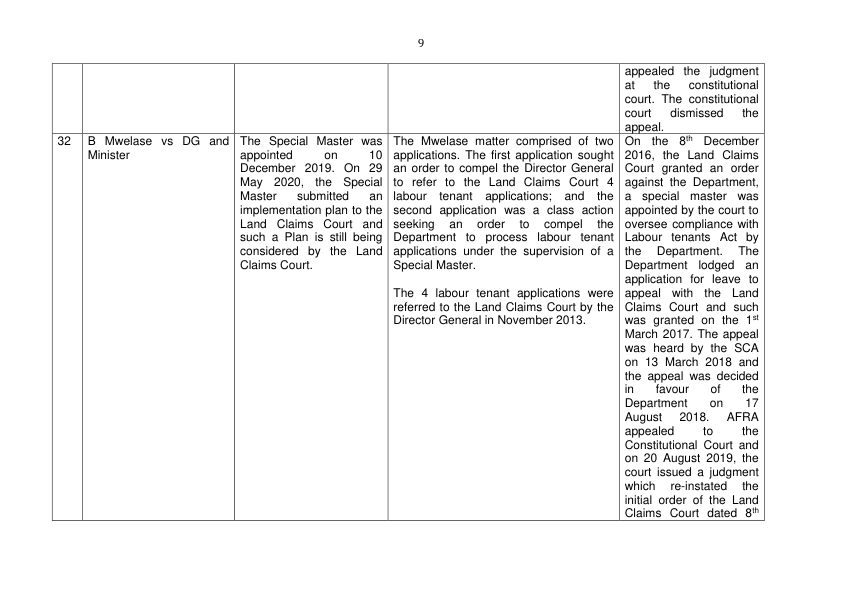 9
appealed the judgment
at the constitutional
court. The constitutional
court dismissed the
appeal.
32
B Mwelase vs DG and
Minister
The Special Master was
appointed on 10
December 2019. On 29
May 2020, the Special
Master submitted an
implementation plan to the
Land Claims Court and
such a Plan is still being
considered by the Land
Claims Court.
The Mwelase matter comprised of two
applications. The first application sought
an order to compel the Director General
to refer to the Land Claims Court 4
labour tenant applications; and the
second application was a class action
seeking an order to compel the
Department to process labour tenant
applications under the supervision of a
Special Master.
The 4 labour tenant applications were
referred to the Land Claims Court by the
Director General in November 2013.
On the 8th December
2016, the Land Claims
Court granted an order
against the Department,
a special master was
appointed by the court to
oversee compliance with
Labour tenants Act by
the Department. The
Department lodged an
application for leave to
appeal with the Land
Claims Court and such
was granted on the 1st
March 2017. The appeal
was heard by the SCA
on 13 March 2018 and
the appeal was decided
in favour of the
Department on 17
August 2018. AFRA
appealed to the
Constitutional Court and
on 20 August 2019, the
court issued a judgment
which re-instated the
initial order of the Land
Claims Court dated 8th